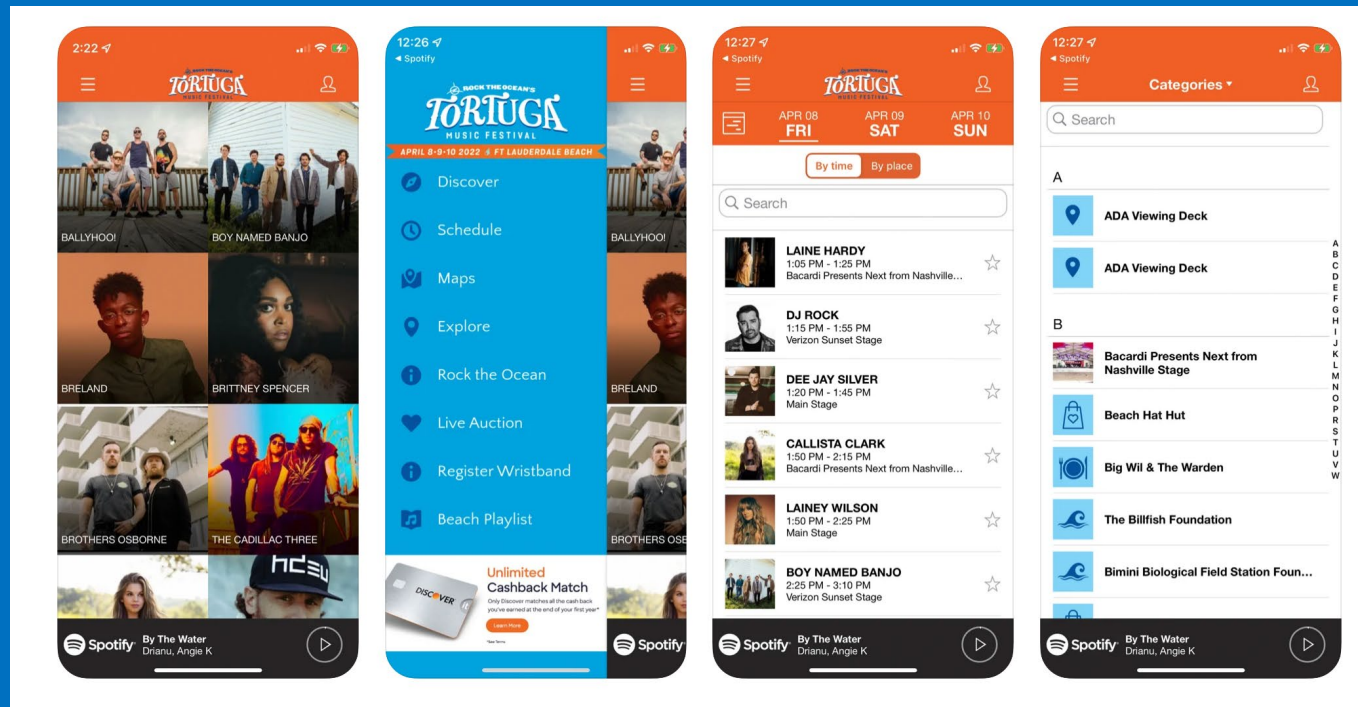 2:22
ROCK THE OCEAN'S
TORTUGA
MUSIC FESTIVAL
BALLYHOO!
BOY NAMED BANJO
BRELAND
BRITTNEY SPENCER
BROTHERS OSBORNE
THE CADILLAC THREE
Spotify
By The Water
Drianu, Angie K
12:26
◄ Spotify
ROCK THE OCEAN'S
TORTUGA
MUSIC FESTIVAL
APRIL 8-9-10 2022 FT LAUDERDALE BEACH
Discover
Schedule
Maps
Explore
Rock the Ocean
Live Auction
Register Wristband
Beach Playlist
DISCOVER
Unlimited
Cashback Match
Only Discover matches all the cash back
you've earned at the end of your first year*
Learn More
*See Terms
BALLYHOO!
BRELAND
BROTHERS OSB
Spotify
12:27
◄ Spotify
ROCK THE OCEAN'S
TORTUGA
MUSIC FESTIVAL
APR 08 APR 09 APR 10
FRI SAT SUN
By time By place
Search
LAINE HARDY
1:05 PM - 1:25 PM
Bacardi Presents Next from Nashville...
DJ ROCK
1:15 PM - 1:55 PM
Verizon Sunset Stage
DEE JAY SILVER
1:20 PM - 1:45 PM
Main Stage
CALLISTA CLARK
1:50 PM - 2:15 PM
Bacardi Presents Next from Nashville...
LAINEY WILSON
1:50 PM - 2:25 PM
Main Stage
BOY NAMED BANJO
2:25 PM - 3:10 PM
Verizon Sunset Stage
Spotify
By The Water
Drianu, Angie K
12:27
◄ Spotify
Categories ▾
Search
A
ADA Viewing Deck
ADA Viewing Deck
B
Bacardi Presents Next from
Nashville Stage
Beach Hat Hut
Big Wil & The Warden
The Billfish Foundation
Bimini Biological Field Station Foun...
A
B
C
D
E
F
G
H
I
J
K
L
M
N
O
P
R
S
T
U
V
W
Spotify
By The Water
Drianu, Angie K